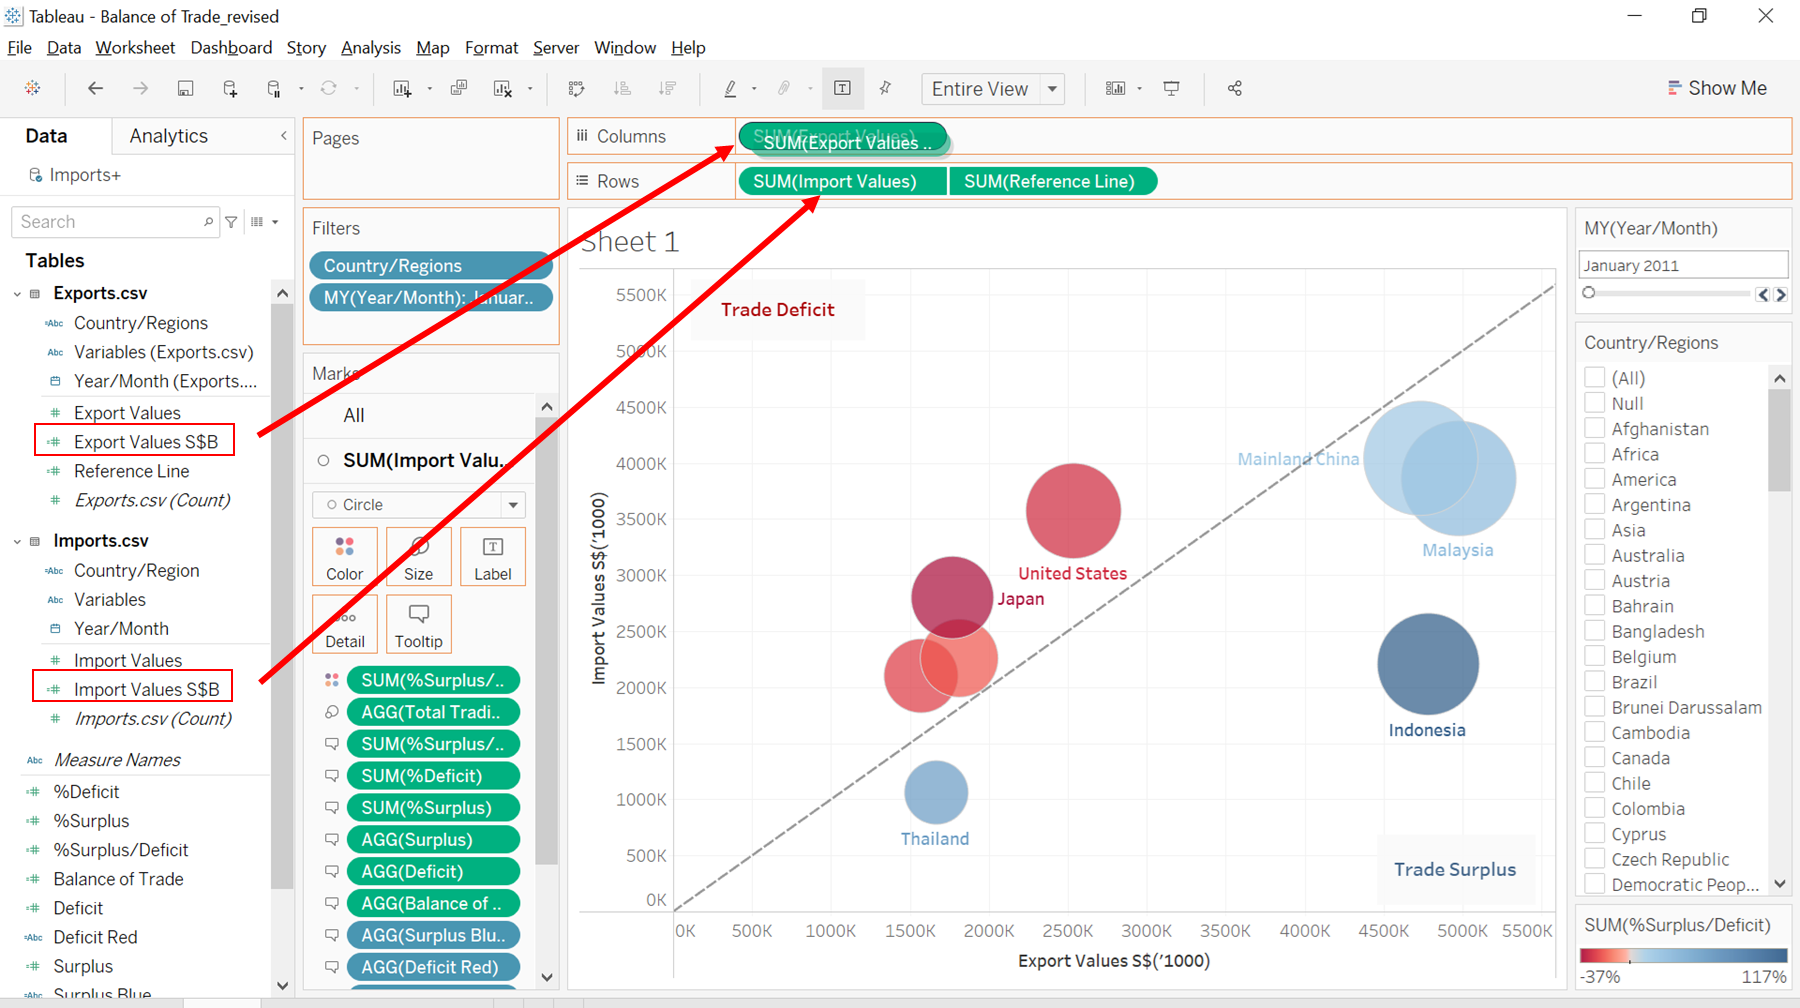 Tableau - Balance of Trade_revised
File Data Worksheet Dashboard Story Analysis Map Format Server Window Help
Entire View
Show Me
Data
Analytics
Imports+
Search
Tables
Exports.csv
Abc Country/Regions
Abc Variables (Exports.csv)
Year/Month (Exports....
Export Values
Export Values S$B
Reference Line
Exports.csv (Count)
Imports.csv
Abc Country/Region
Abc Variables
Year/Month
Import Values
Import Values S$B
Imports.csv (Count)
Abc Measure Names
%Deficit
%Surplus
%Surplus/Deficit
Balance of Trade
Deficit
Abc Deficit Red
Surplus
Abc Surplus Blue
Pages
Filters
Country/Regions
MY(Year/Month): Januar..
Marks
All
SUM(Import Valu..
Circle
Color
Size
Label
Detail
Tooltip
SUM(%Surplus/..
AGG(Total Tradi..
SUM(%Surplus/..
SUM(%Deficit)
SUM(%Surplus)
AGG(Surplus)
AGG(Deficit)
AGG(Balance of ..
AGG(Surplus Blu..
AGG(Deficit Red)
Columns
SUM(Export Values)
SUM(Export Values ..
Rows
SUM(Import Values)
SUM(Reference Line)
Sheet 1
Trade Deficit
5500K
5000K
4500K
4000K
3500K
3000K
2500K
2000K
1500K
1000K
500K
0K
Import Values S$('1000)
Mainland China
Malaysia
United States
Japan
Indonesia
Thailand
Trade Surplus
0K
500K
1000K
1500K
2000K
2500K
3000K
3500K
4000K
4500K
5000K
5500K
Export Values S$('1000)
MY(Year/Month)
January 2011
Country/Regions
(All)
Null
Afghanistan
Africa
America
Argentina
Asia
Australia
Austria
Bahrain
Bangladesh
Belgium
Brazil
Brunei Darussalam
Cambodia
Canada
Chile
Colombia
Cyprus
Czech Republic
Democratic Peop...
SUM(%Surplus/Deficit)
-37%
117%